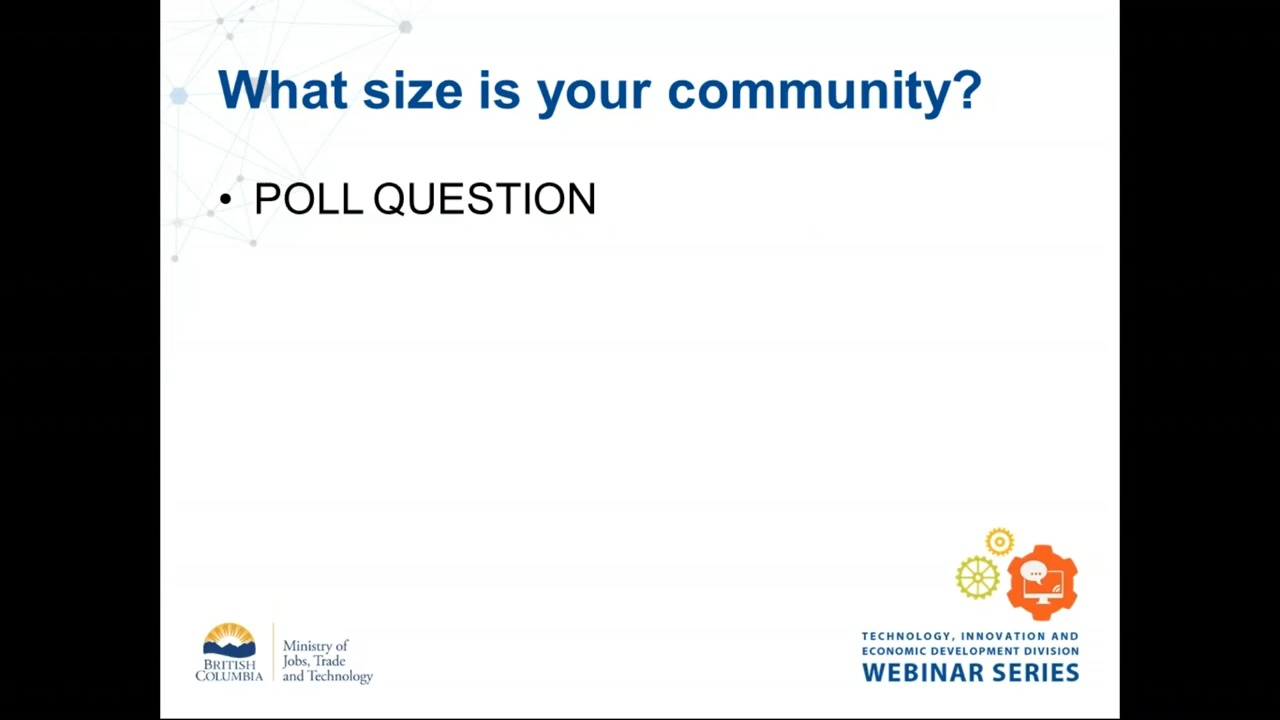 What size is your community?
• POLL QUESTION
BRITISH
COLUMBIA
Ministry of
Jobs, Trade
and Technology
TECHNOLOGY, INNOVATION AND
ECONOMIC DEVELOPMENT DIVISION
WEBINAR SERIES